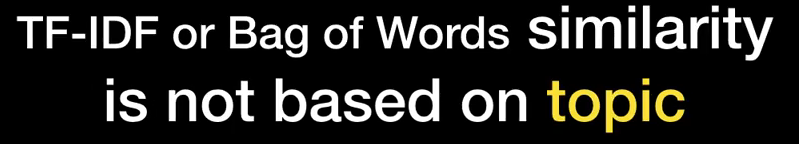 TF-IDF or Bag of Words similarity
is not based on topic